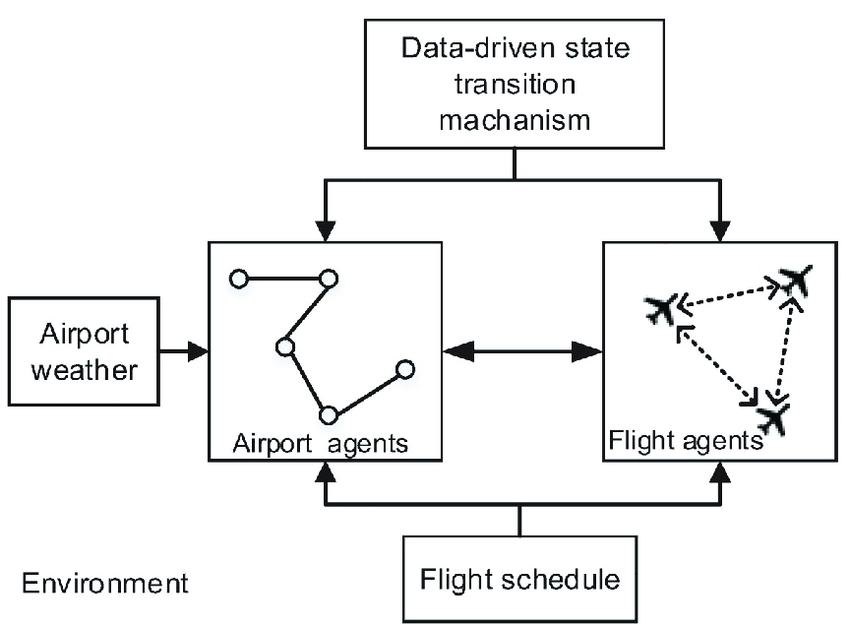 Data-driven state
transition
machanism
Airport
weather
Airport agents
Flight agents
Environment
Flight schedule